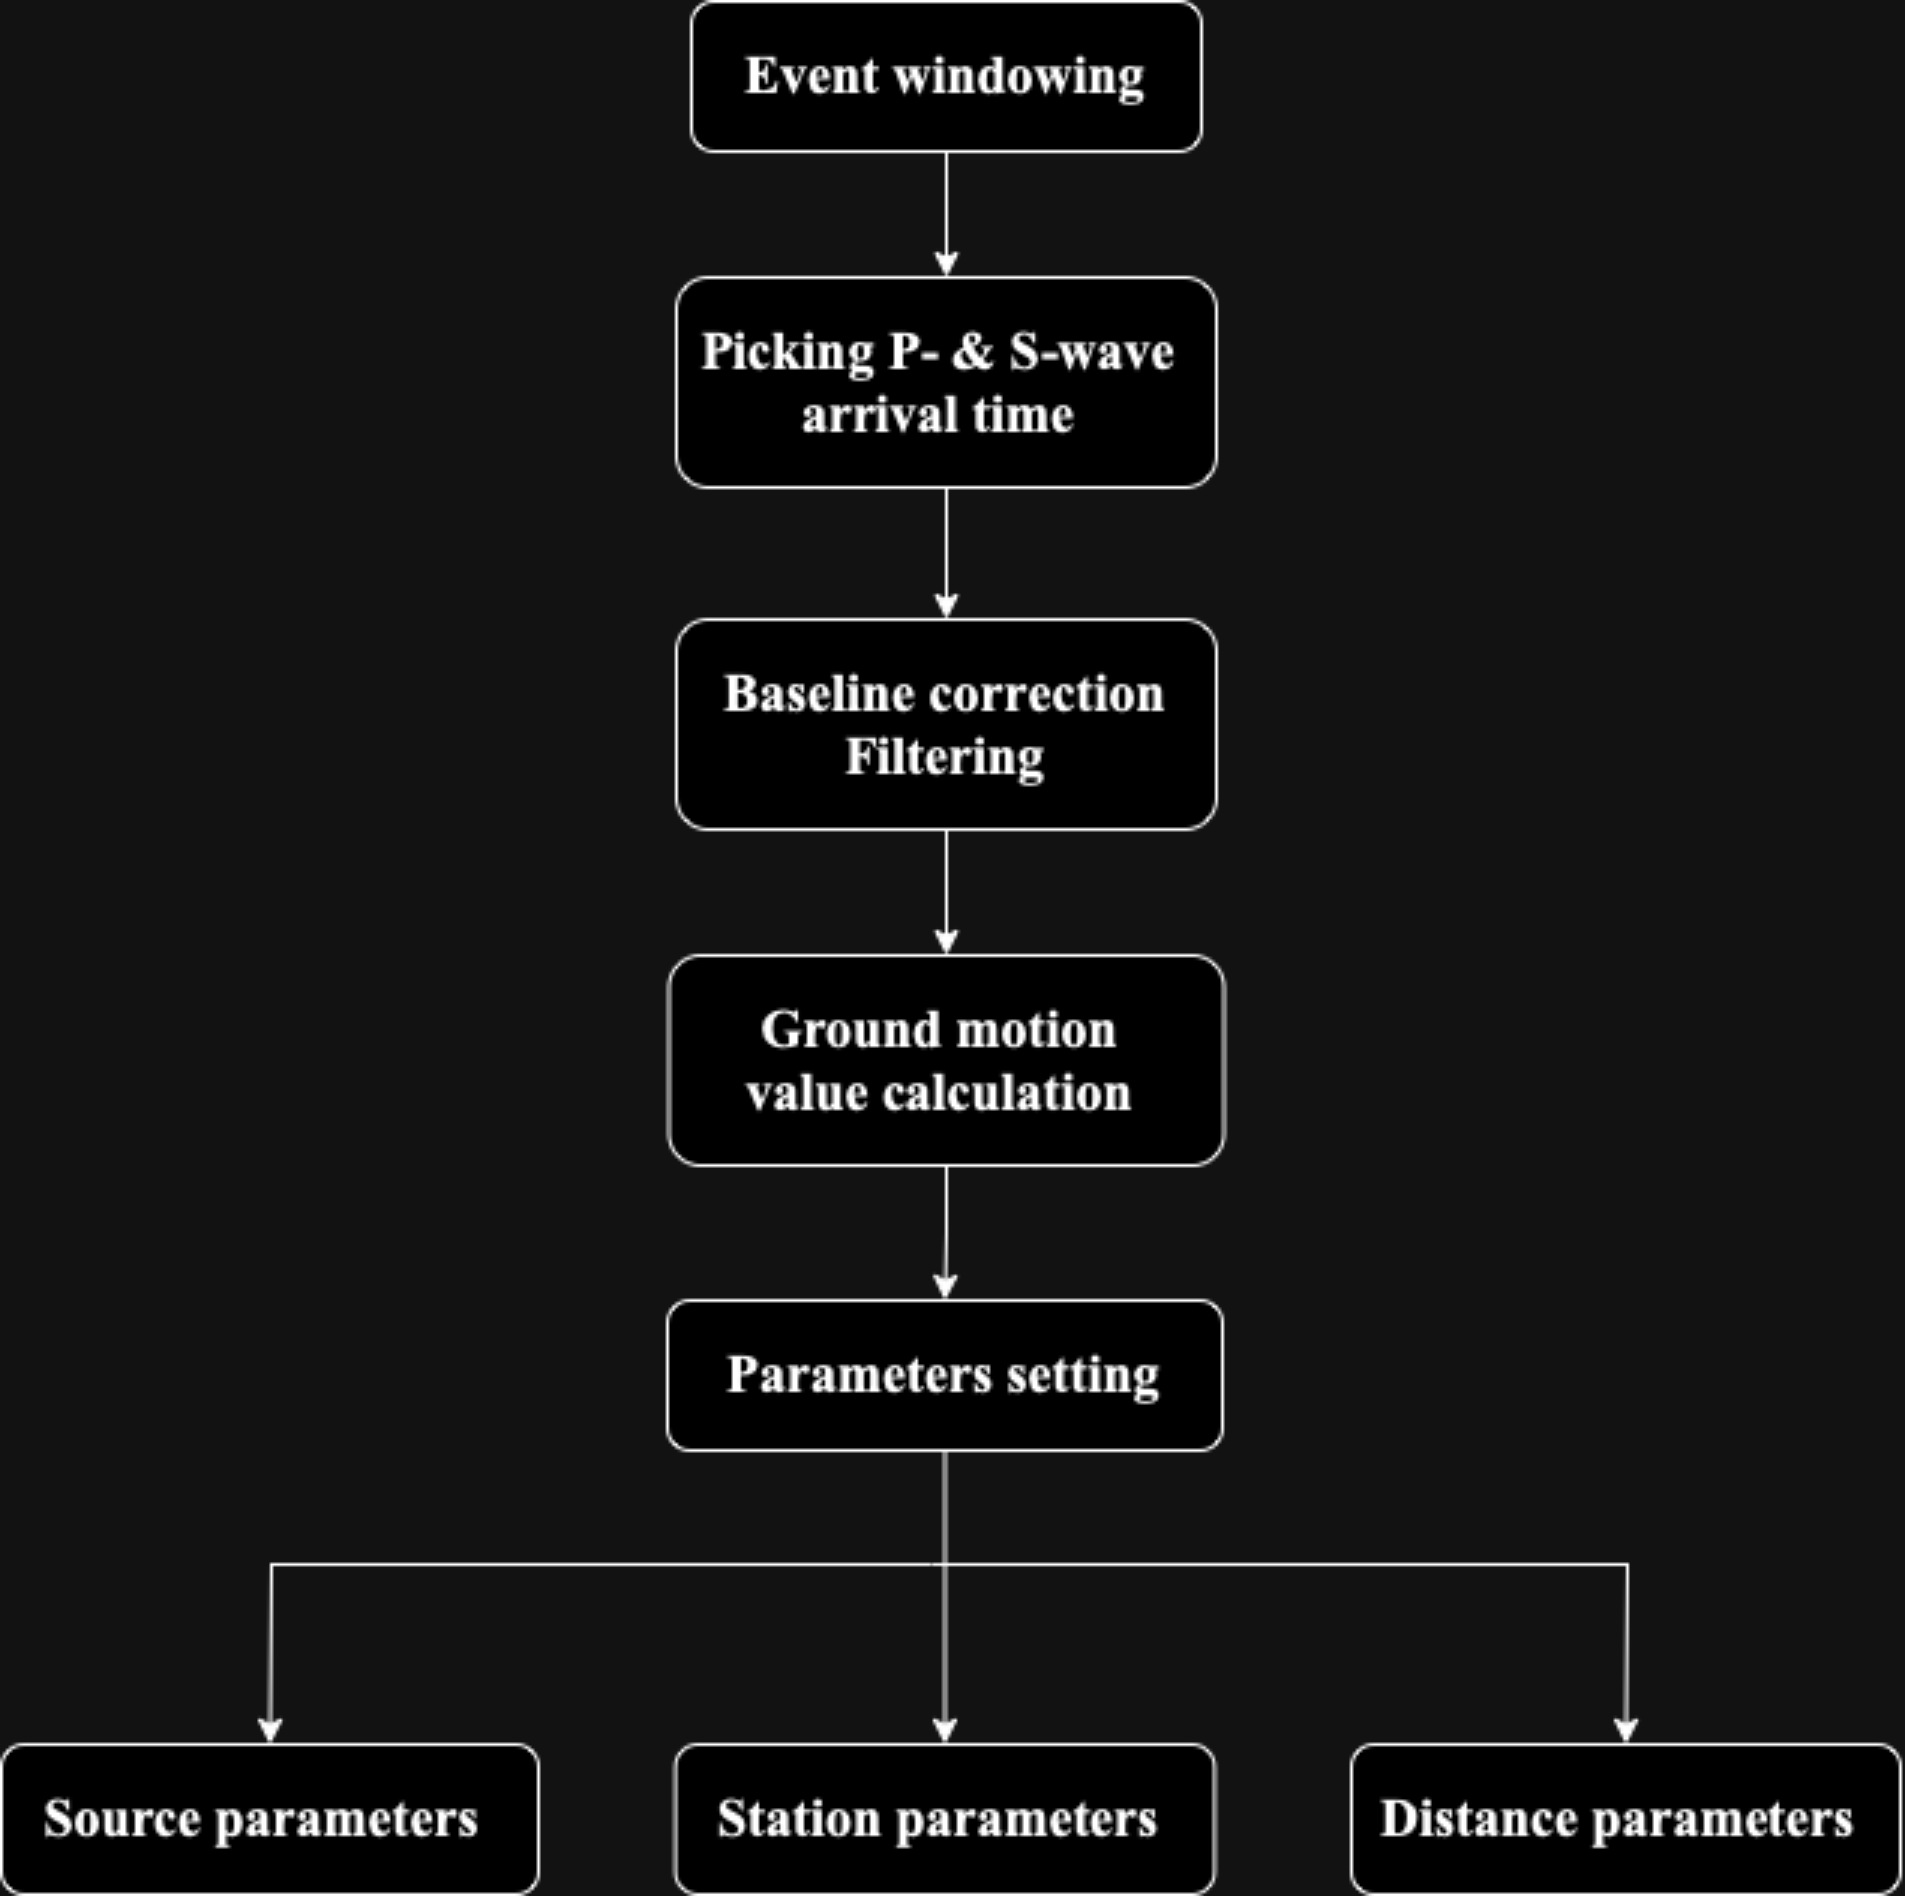 Event windowing
Picking P- & S-wave
arrival time
Baseline correction
Filtering
Ground motion
value calculation
Parameters setting
Source parameters
Station parameters
Distance parameters